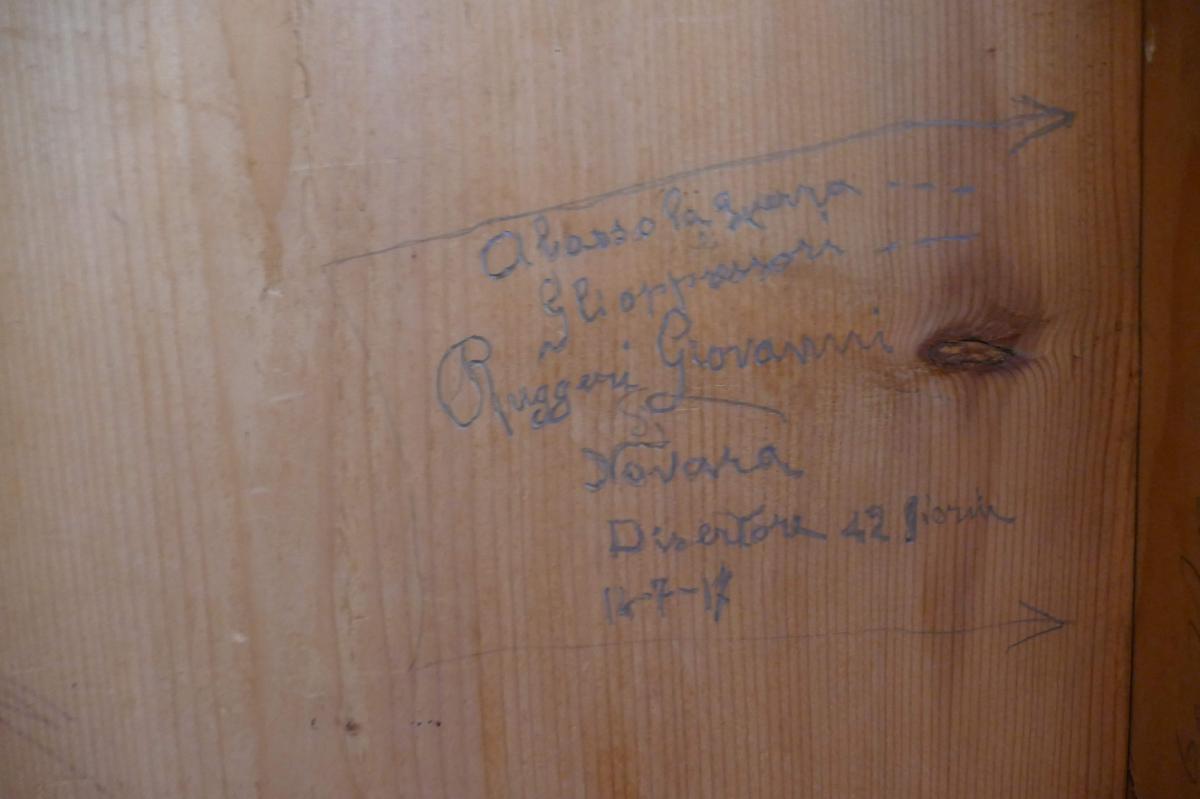 Abasso la guerra ---
Gli oppressori ---
Ruggeri Giovanni
Novara
Disertore 42 giorni